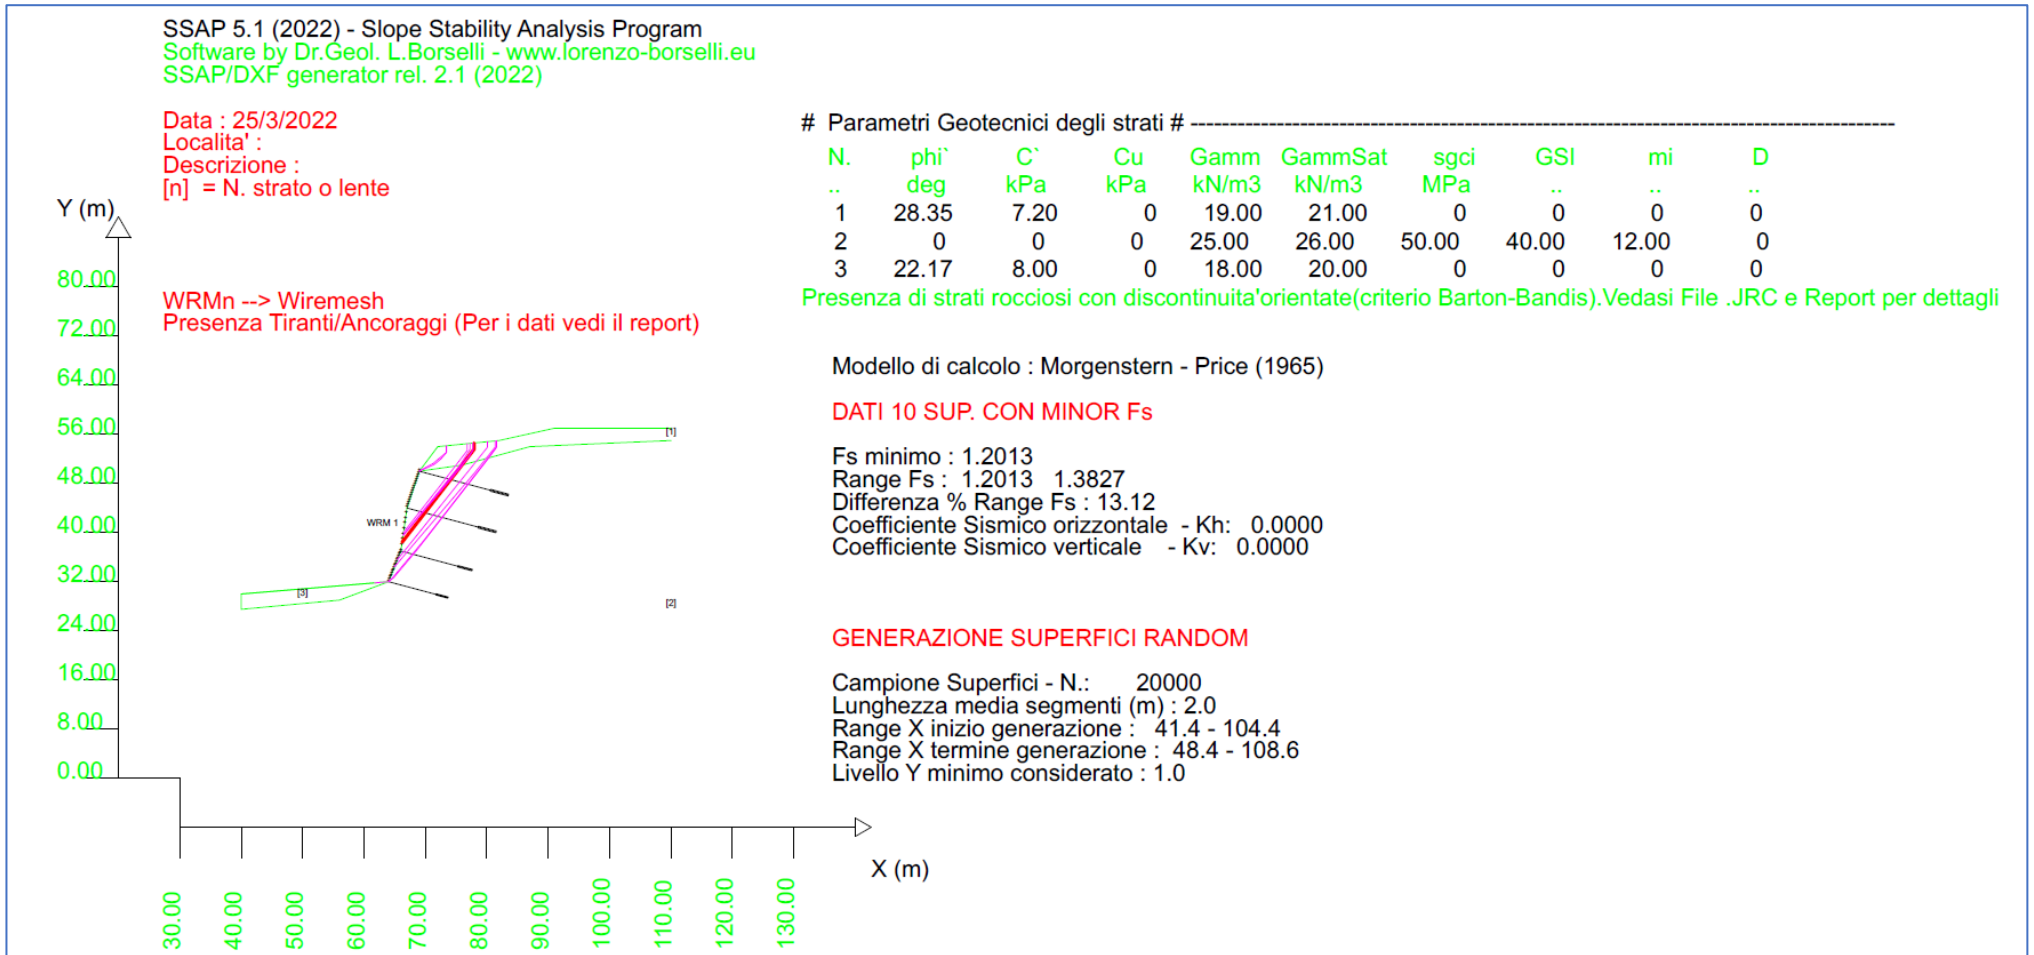 SSAP 5.1 (2022) - Slope Stability Analysis Program
Software by Dr.Geol. L.Borselli - www.lorenzo-borselli.eu
SSAP/DXF generator rel. 2.1 (2022)
Data : 25/3/2022
Localita' :
Descrizione :
[n] = N. strato o lente
WRMn --> Wiremesh
Presenza Tiranti/Ancoraggi (Per i dati vedi il report)
# Parametri Geotecnici degli strati # ------------------------------------------------------------------------------------------
N. phi` C` Cu Gamm GammSat sgci GSI mi D
.. deg kPa kPa kN/m3 kN/m3 MPa .. .. ..
1 28.35 7.20 0 19.00 21.00 0 0 0 0
2 0 0 0 25.00 26.00 50.00 40.00 12.00 0
3 22.17 8.00 0 18.00 20.00 0 0 0 0
Presenza di strati rocciosi con discontinuita'orientate(criterio Barton-Bandis).Vedasi File .JRC e Report per dettagli
Modello di calcolo : Morgenstern - Price (1965)
DATI 10 SUP. CON MINOR Fs
Fs minimo : 1.2013
Range Fs : 1.2013 1.3827
Differenza % Range Fs : 13.12
Coefficiente Sismico orizzontale - Kh: 0.0000
Coefficiente Sismico verticale - Kv: 0.0000
GENERAZIONE SUPERFICI RANDOM
Campione Superfici - N.: 20000
Lunghezza media segmenti (m) : 2.0
Range X inizio generazione : 41.4 - 104.4
Range X termine generazione : 48.4 - 108.6
Livello Y minimo considerato : 1.0
Y (m)
80.00
72.00
64.00
56.00
48.00
40.00
32.00
24.00
16.00
8.00
0.00
[1]
WRM 1
[3]
[2]
X (m)
30.00
40.00
50.00
60.00
70.00
80.00
90.00
100.00
110.00
120.00
130.00